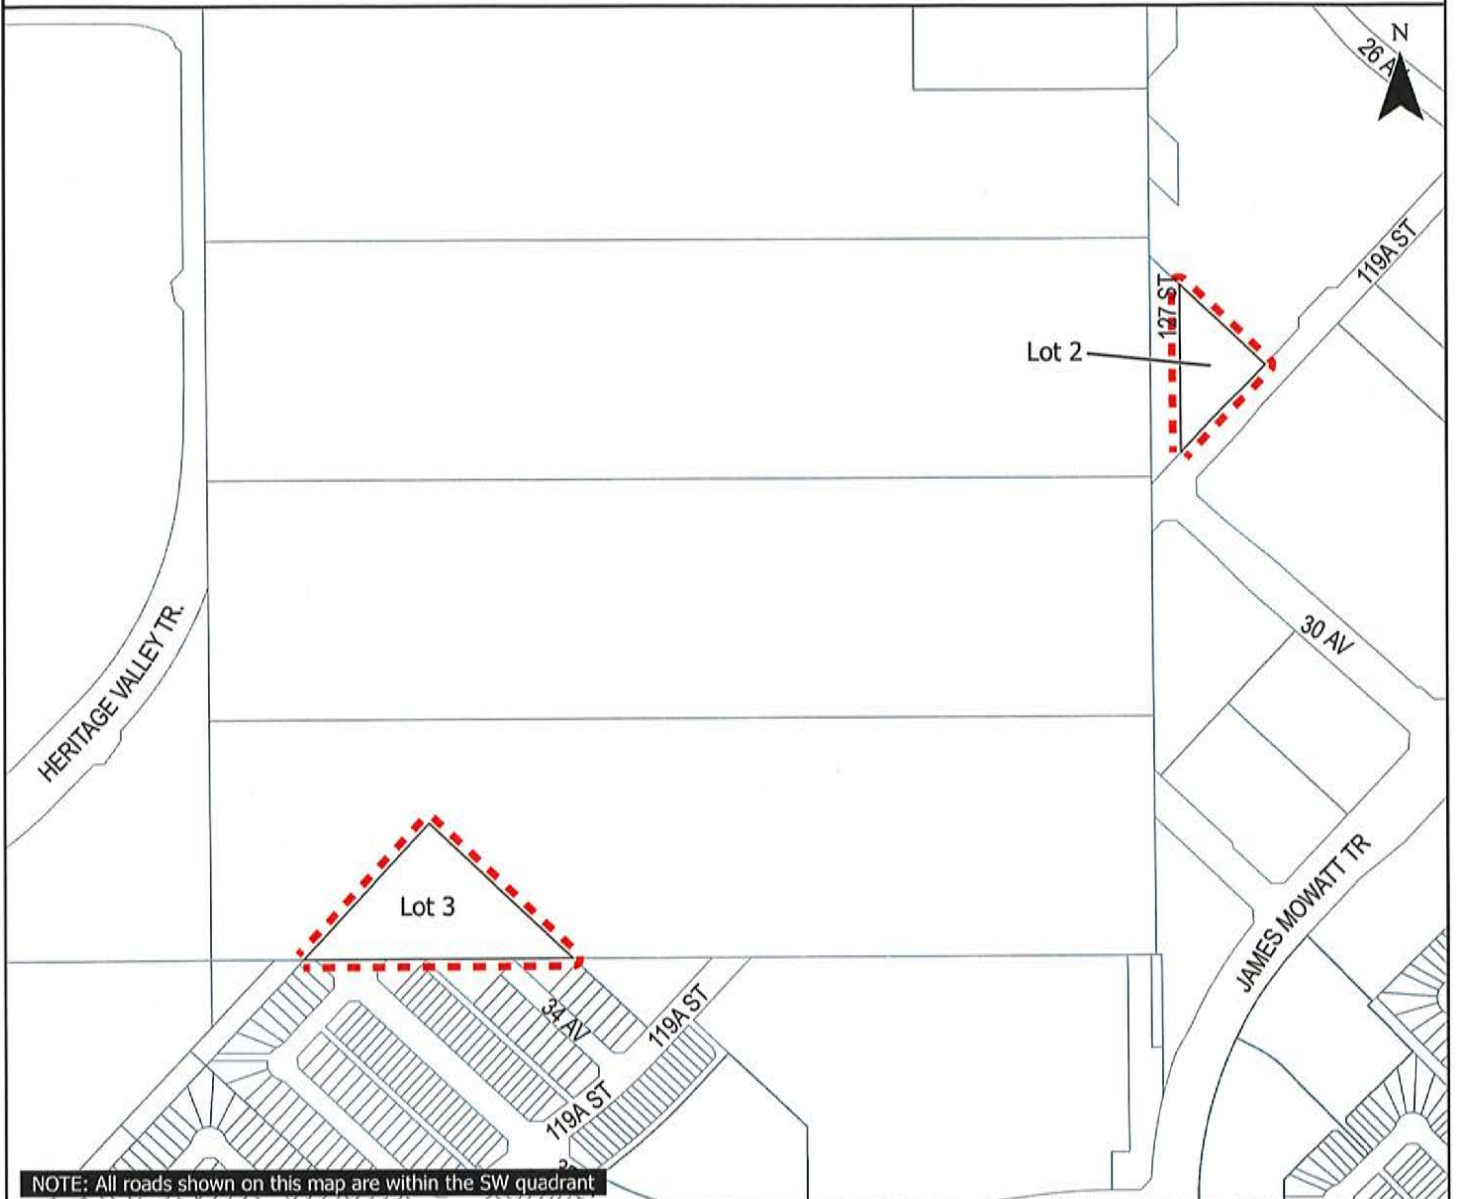 N
26 A
119A ST
127 ST
Lot 2
30 AV
HERITAGE VALLEY TR.
JAMES MOWATT TR
Lot 3
34 AV
119A ST
119A ST
NOTE: All roads shown on this map are within the SW quadrant